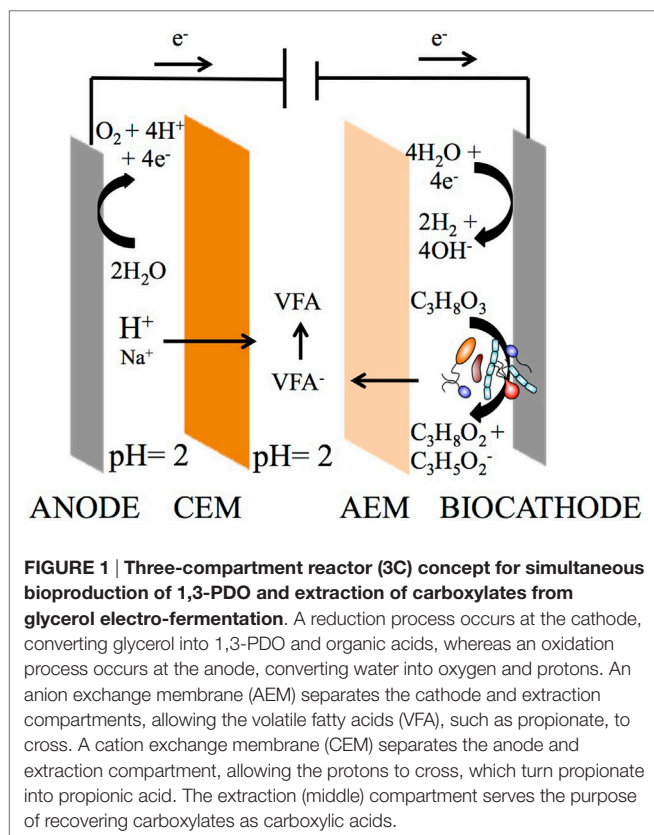 e⁻ e⁻
O₂ + 4H⁺
+ 4e⁻
2H₂O
H⁺
Na⁺
pH= 2
VFA
VFA⁻
pH= 2
4H₂O +
4e⁻
2H₂ +
4OH⁻
C₃H₈O₃
C₃H₈O₂ +
C₃H₅O₂⁻
ANODE CEM AEM BIOCATHODE
FIGURE 1 | Three-compartment reactor (3C) concept for simultaneous
bioproduction of 1,3-PDO and extraction of carboxylates from
glycerol electro-fermentation. A reduction process occurs at the cathode,
converting glycerol into 1,3-PDO and organic acids, whereas an oxidation
process occurs at the anode, converting water into oxygen and protons. An
anion exchange membrane (AEM) separates the cathode and extraction
compartments, allowing the volatile fatty acids (VFA), such as propionate, to
cross. A cation exchange membrane (CEM) separates the anode and
extraction compartment, allowing the protons to cross, which turn propionate
into propionic acid. The extraction (middle) compartment serves the purpose
of recovering carboxylates as carboxylic acids.